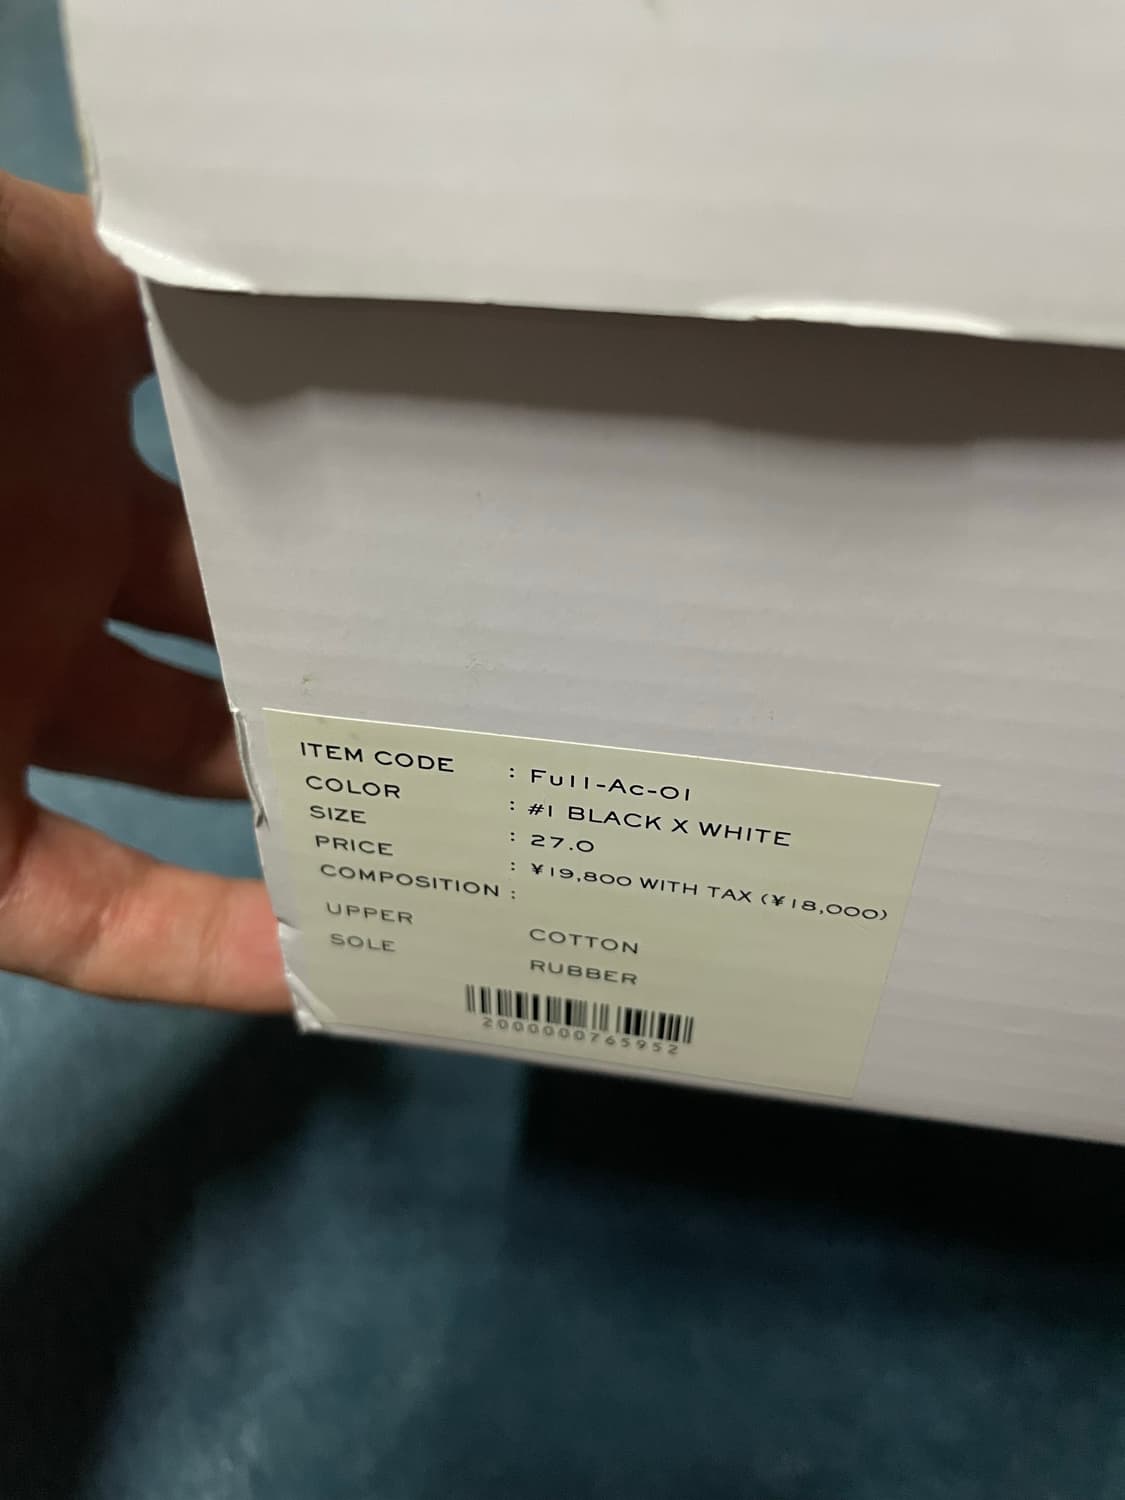 ITEM CODE : Full-Ac-01
COLOR : #1 BLACK X WHITE
SIZE : 27.0
PRICE : ¥19,800 WITH TAX (¥18,000)
COMPOSITION :
UPPER COTTON
SOLE RUBBER
2000000765952